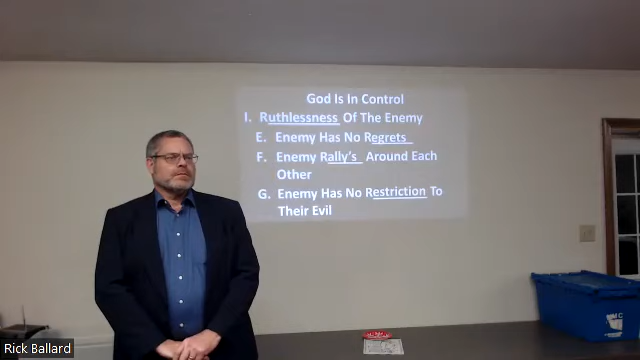 God Is In Control
I. Ruthlessness Of The Enemy
E. Enemy Has No Regrets
F. Enemy Rally's Around Each
Other
G. Enemy Has No Restriction To
Their Evil
Rick Ballard